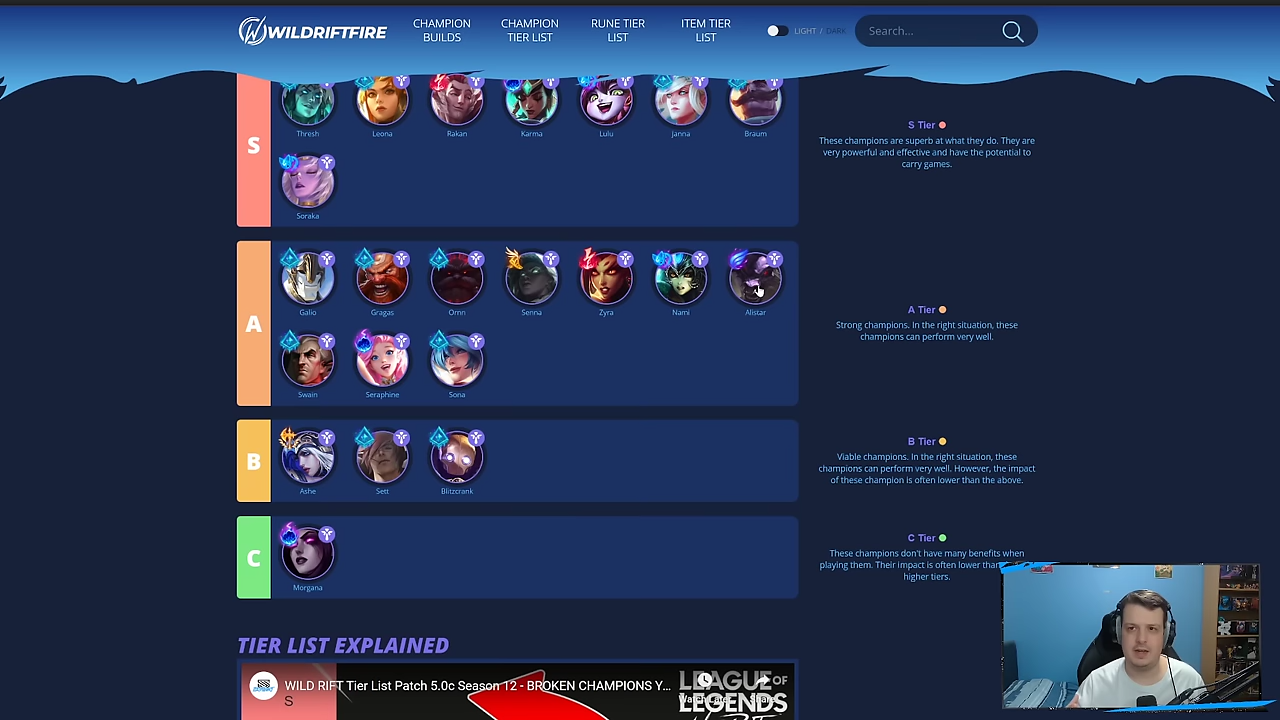 WILDRIFTFIRE
CHAMPION
BUILDS
CHAMPION
TIER LIST
RUNE TIER
LIST
ITEM TIER
LIST
LIGHT / DARK
Search...
S
Thresh
Leona
Rakan
Karma
Lulu
Janna
Braum
Soraka
S Tier
These champions are superb at what they do. They are
very powerful and effective and have the potential to
carry games.
A
Galio
Gragas
Ornn
Senna
Zyra
Nami
Alistar
Swain
Seraphine
Sona
A Tier
Strong champions. In the right situation, these
champions can perform very well.
B
Ashe
Sett
Blitzcrank
B Tier
Viable champions. In the right situation, these
champions can perform very well. However, the impact
of these champion is often lower than the above.
C
Morgana
C Tier
These champions don't have many benefits when
playing them. Their impact is often lower
higher tiers.
TIER LIST EXPLAINED
WILD RIFT Tier List Patch 5.0c Season 12 - BROKEN CHAMPIONS Y...
S
LEAGUE OF
LEGENDS